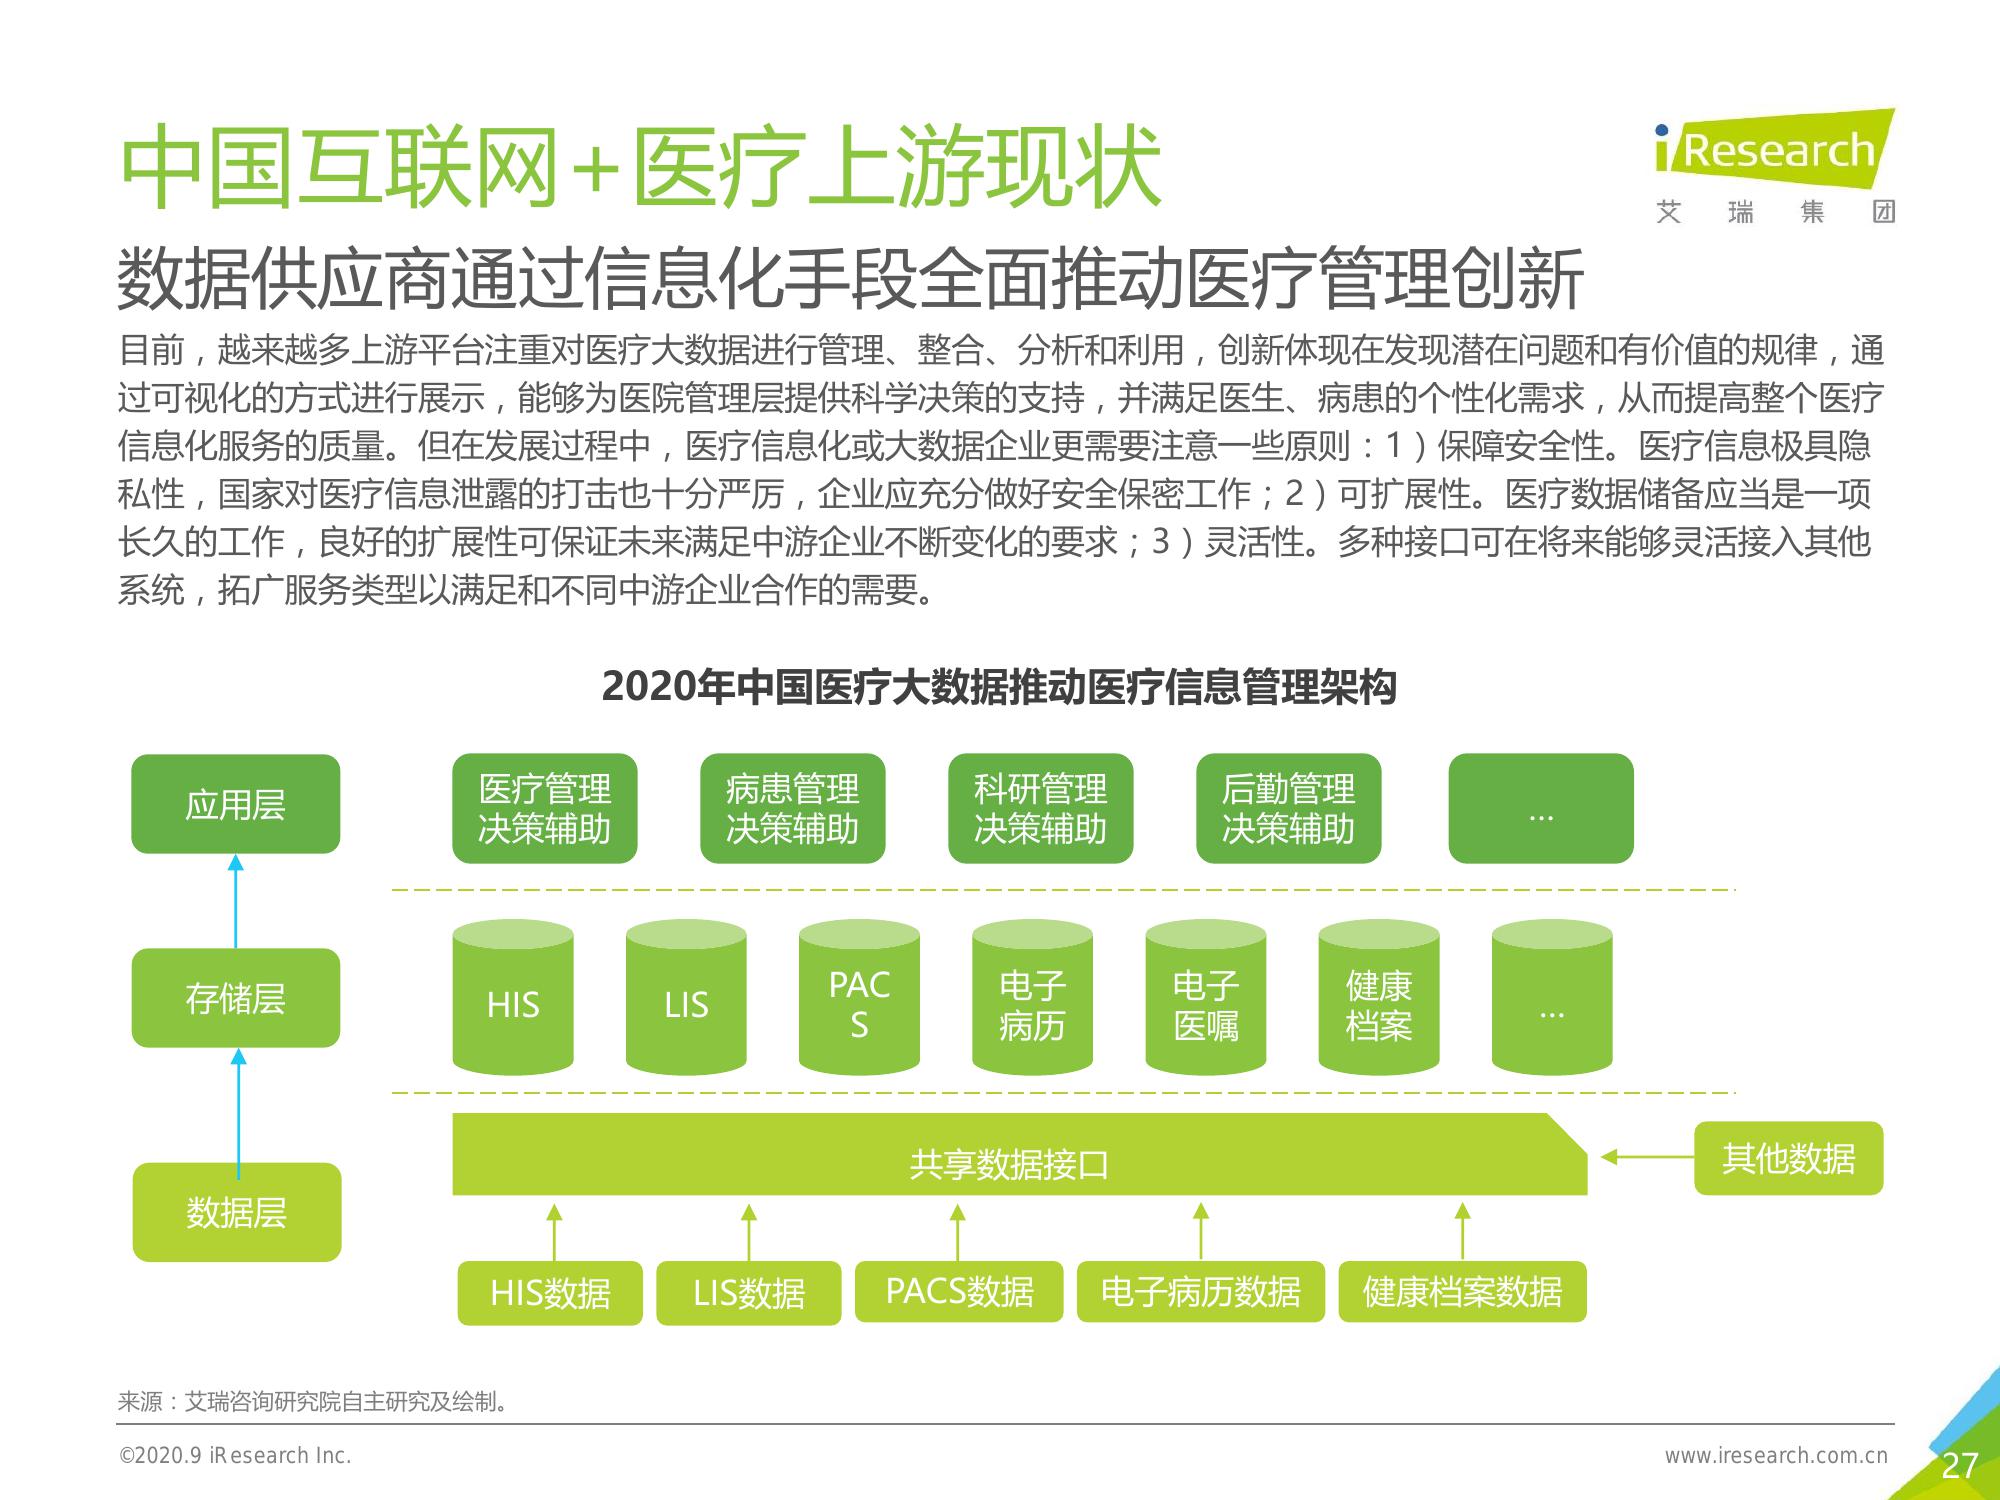 中国互联网+医疗上游现状
iResearch
艾瑞集团
数据供应商通过信息化手段全面推动医疗管理创新
目前，越来越多上游平台注重对医疗大数据进行管理、整合、分析和利用，创新体现在发现潜在问题和有价值的规律，通
过可视化的方式进行展示，能够为医院管理层提供科学决策的支持，并满足医生、病患的个性化需求，从而提高整个医疗
信息化服务的质量。但在发展过程中，医疗信息化或大数据企业更需要注意一些原则：1）保障安全性。医疗信息极具隐
私性，国家对医疗信息泄露的打击也十分严厉，企业应充分做好安全保密工作；2）可扩展性。医疗数据储备应当是一项
长久的工作，良好的扩展性可保证未来满足中游企业不断变化的要求；3）灵活性。多种接口可在将来能够灵活接入其他
系统，拓广服务类型以满足和不同中游企业合作的需要。
2020年中国医疗大数据推动医疗信息管理架构
应用层
医疗管理
决策辅助
病患管理
决策辅助
科研管理
决策辅助
后勤管理
决策辅助
…
存储层
HIS
LIS
PAC
S
电子
病历
电子
医嘱
健康
档案
…
数据层
共享数据接口
其他数据
HIS数据
LIS数据
PACS数据
电子病历数据
健康档案数据
来源：艾瑞咨询研究院自主研究及绘制。
©2020.9 iResearch Inc.
www.iresearch.com.cn
27